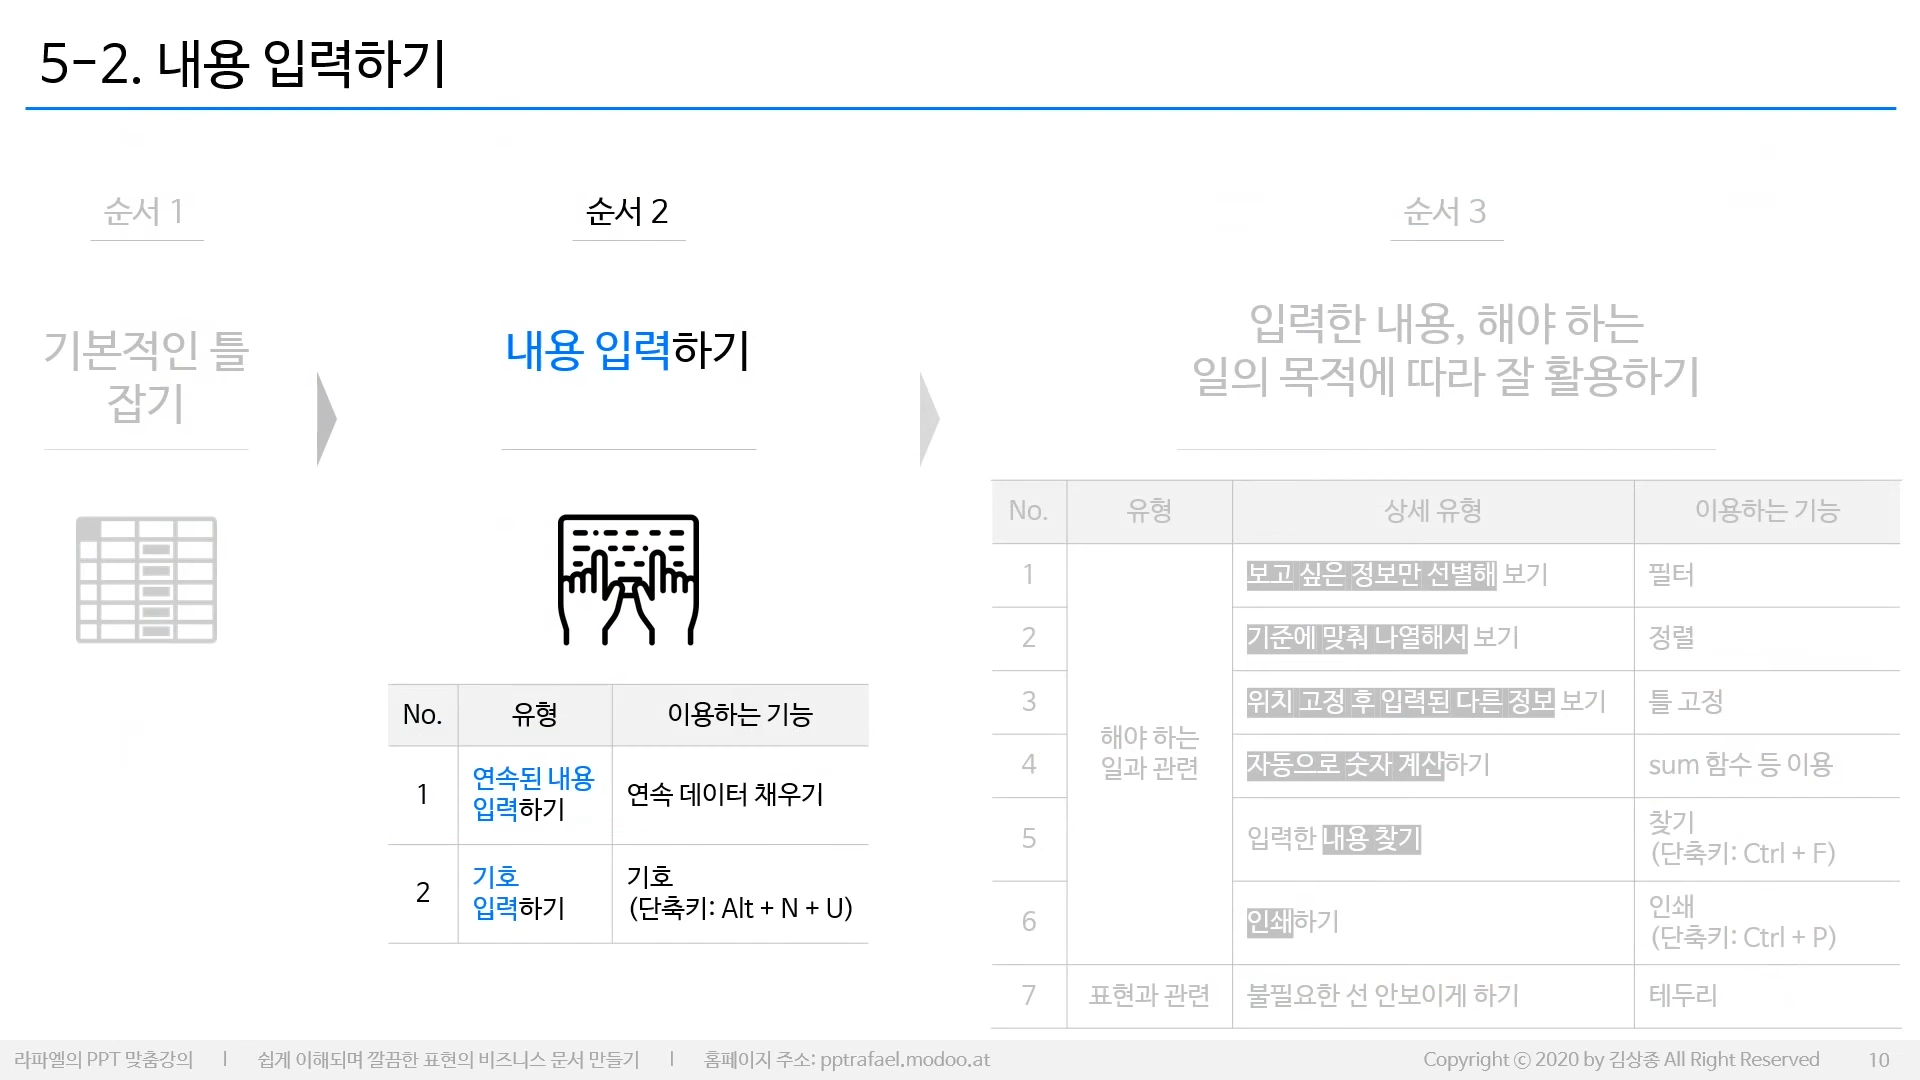 5-2. 내용 입력하기
순서 1
기본적인 틀
잡기
순서 2
내용 입력하기
No. 유형 이용하는 기능
1 연속된 내용 입력하기 연속 데이터 채우기
2 기호 입력하기 기호 (단축키: Alt + N + U)
순서 3
입력한 내용, 해야 하는
일의 목적에 따라 잘 활용하기
No. 유형 상세 유형 이용하는 기능
해야 하는
일과 관련
1 보고 싶은 정보만 선별해 보기 필터
2 기준에 맞춰 나열해서 보기 정렬
3 위치 고정 후 입력된 다른 정보 보기 틀 고정
4 자동으로 숫자 계산하기 sum 함수 등 이용
5 입력한 내용 찾기 찾기 (단축키: Ctrl + F)
6 인쇄하기 인쇄 (단축키: Ctrl + P)
7 표현과 관련 불필요한 선 안보이게 하기 테두리
라파엘의 PPT 맞춤강의 | 쉽게 이해되며 깔끔한 표현의 비즈니스 문서 만들기 | 홈페이지 주소: pptrafael.modoo.at Copyright ⓒ 2020 by 김상종 All Right Reserved 10